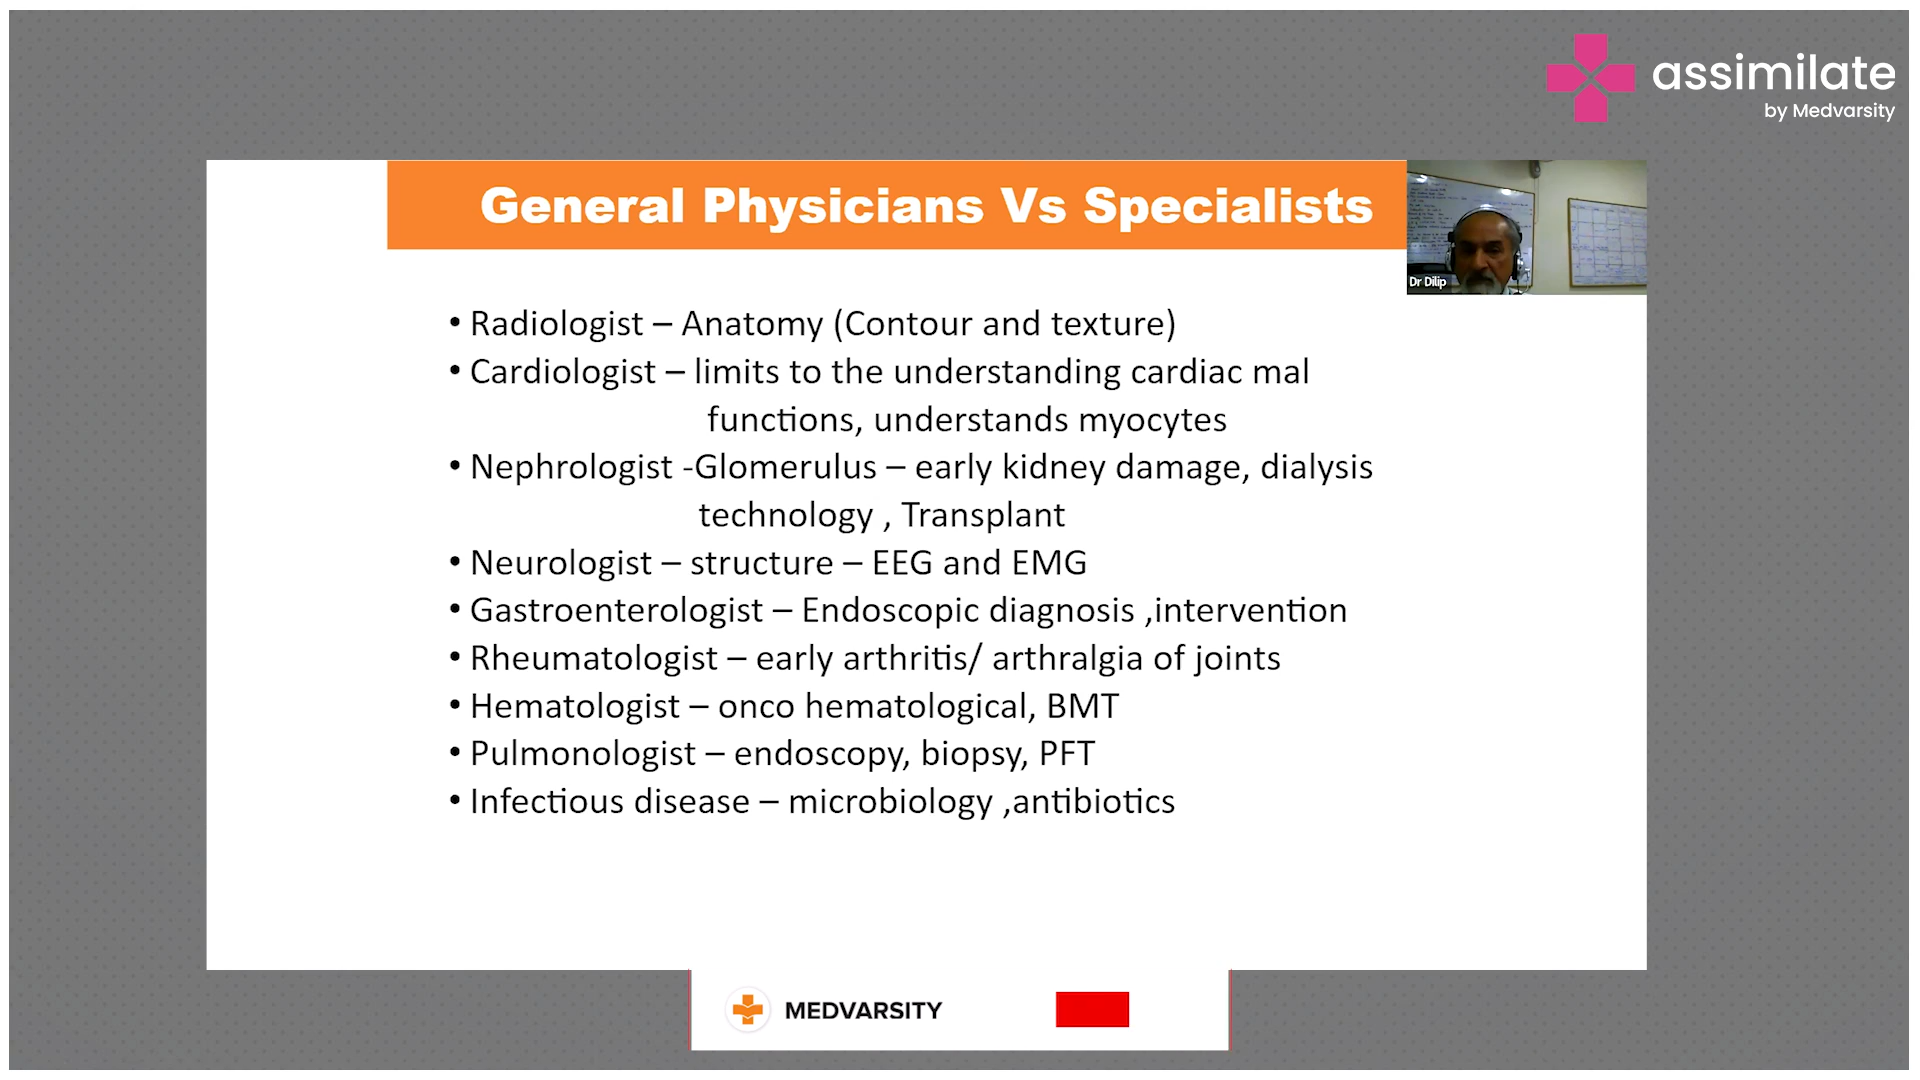 assimilate
by Medvarsity
General Physicians Vs Specialists
Dr Dilip
• Radiologist – Anatomy (Contour and texture)
• Cardiologist – limits to the understanding cardiac mal
functions, understands myocytes
• Nephrologist -Glomerulus – early kidney damage, dialysis
technology , Transplant
• Neurologist – structure – EEG and EMG
• Gastroenterologist – Endoscopic diagnosis ,intervention
• Rheumatologist – early arthritis/ arthralgia of joints
• Hematologist – onco hematological, BMT
• Pulmonologist – endoscopy, biopsy, PFT
• Infectious disease – microbiology ,antibiotics
MEDVARSITY